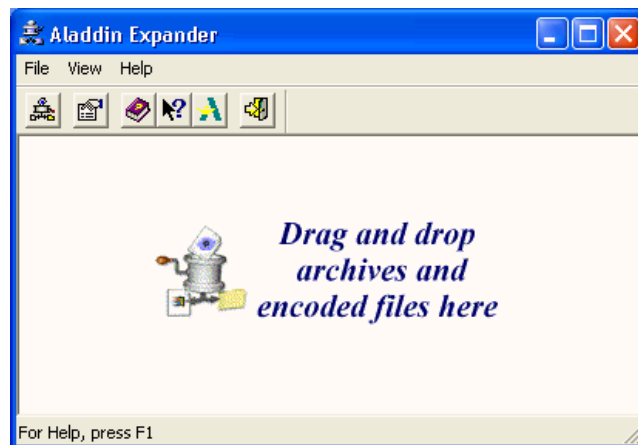 Aladdin Expander
File View Help
Drag and drop
archives and
encoded files here
For Help, press F1